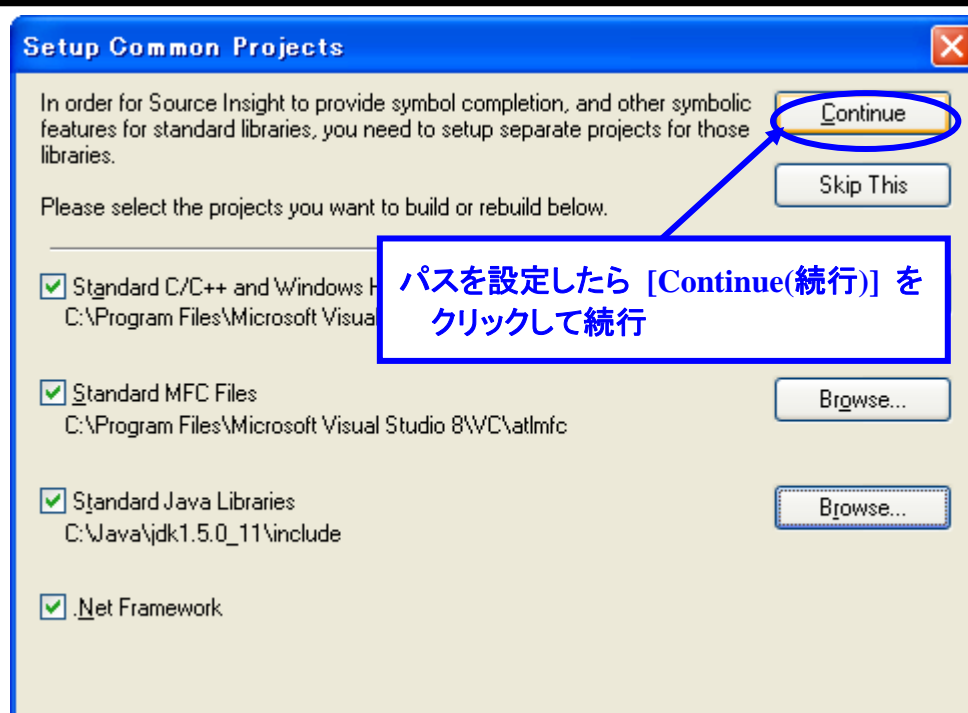 Setup Common Projects
In order for Source Insight to provide symbol completion, and other symbolic
features for standard libraries, you need to setup separate projects for those
libraries.
Continue
Skip This
Please select the projects you want to build or rebuild below.
パスを設定したら [Continue(続行)] を
クリックして続行
Standard C/C++ and Windows
C:\Program Files\Microsoft
Standard MFC Files
Browse...
C:\Program Files\Microsoft Visual Studio 8\VC\atlmfc
Standard Java Libraries
Browse...
C:\Java\jdk1.5.0_11\include
.Net Framework